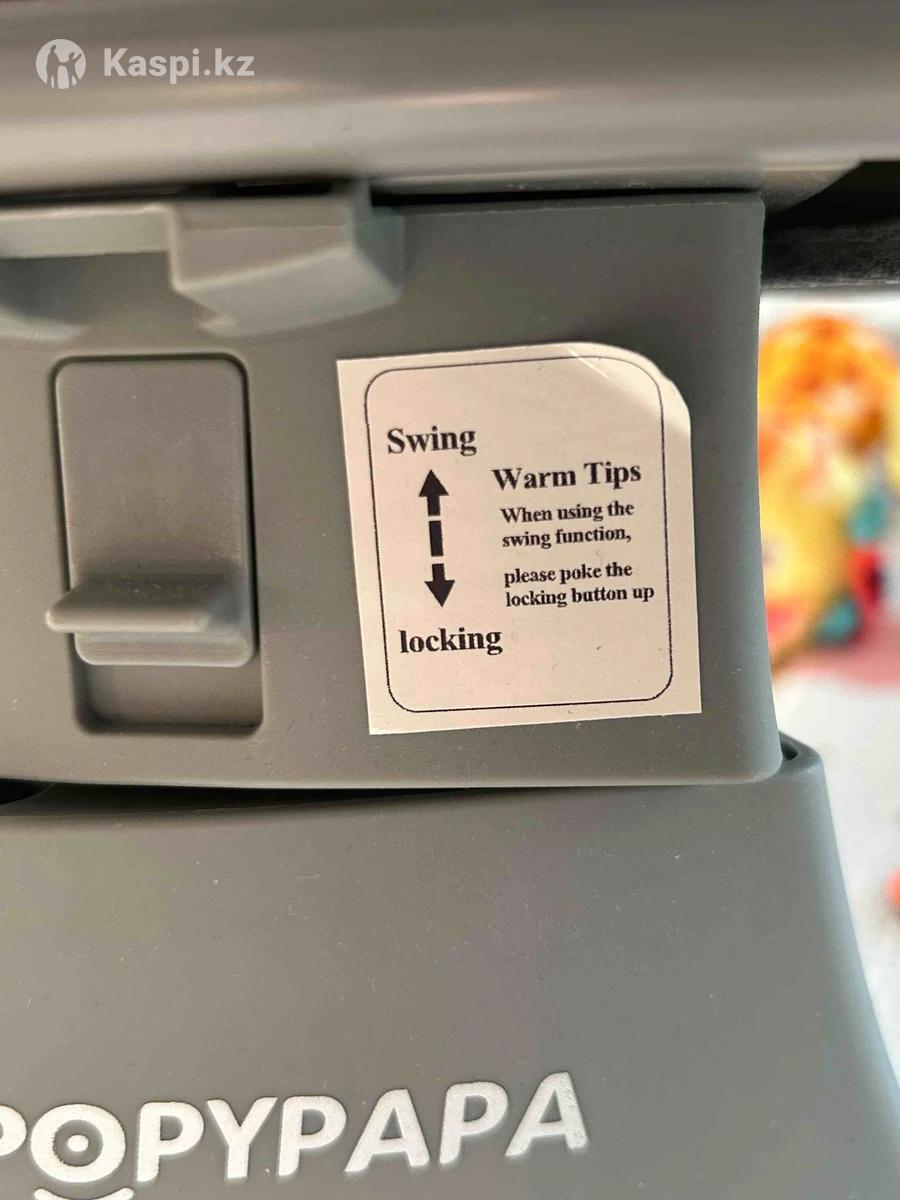 Kaspi.kz
Swing
Warm Tips
When using the
swing function,
please poke the
locking button up
locking
POPYPAPA